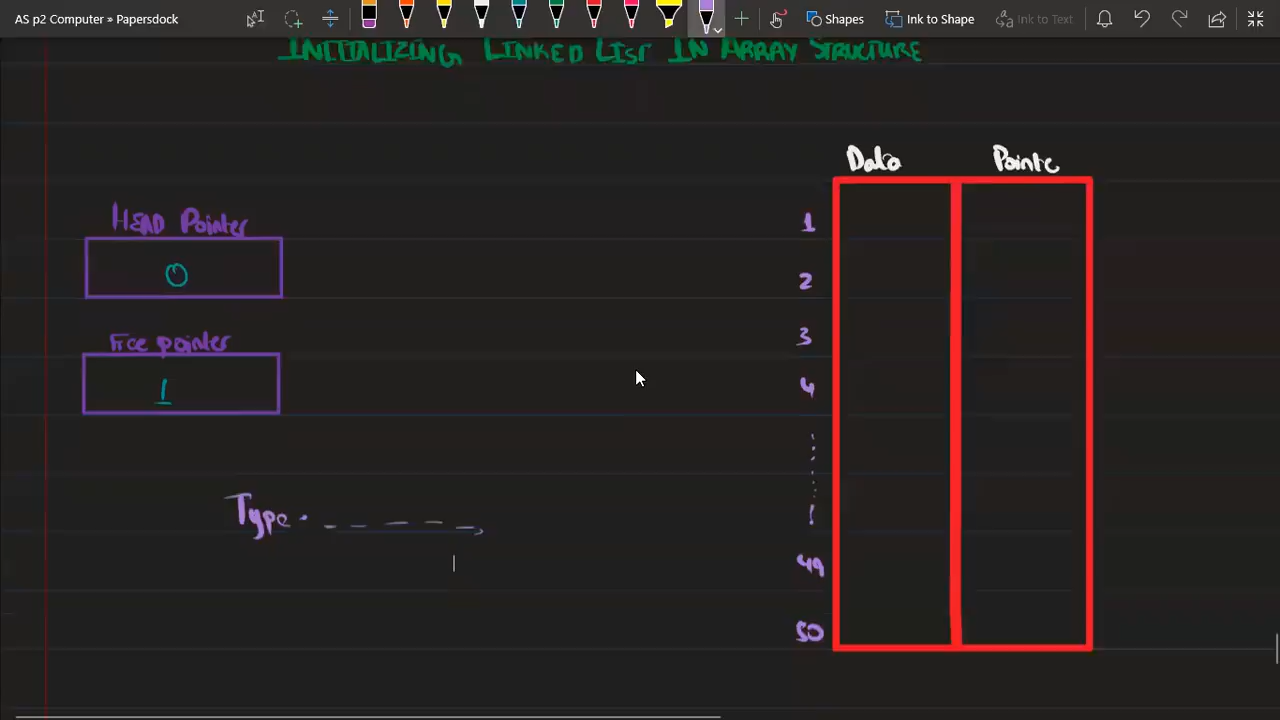 AS p2 Computer » Papersdock
Shapes
Ink to Shape
Ink to Text
INITIALIZING LINKED LIST IN ARRAY STRUCTURE
Data Pointe
HEAD Pointer
0
Free pointer
1
Type
1
2
3
4
49
50